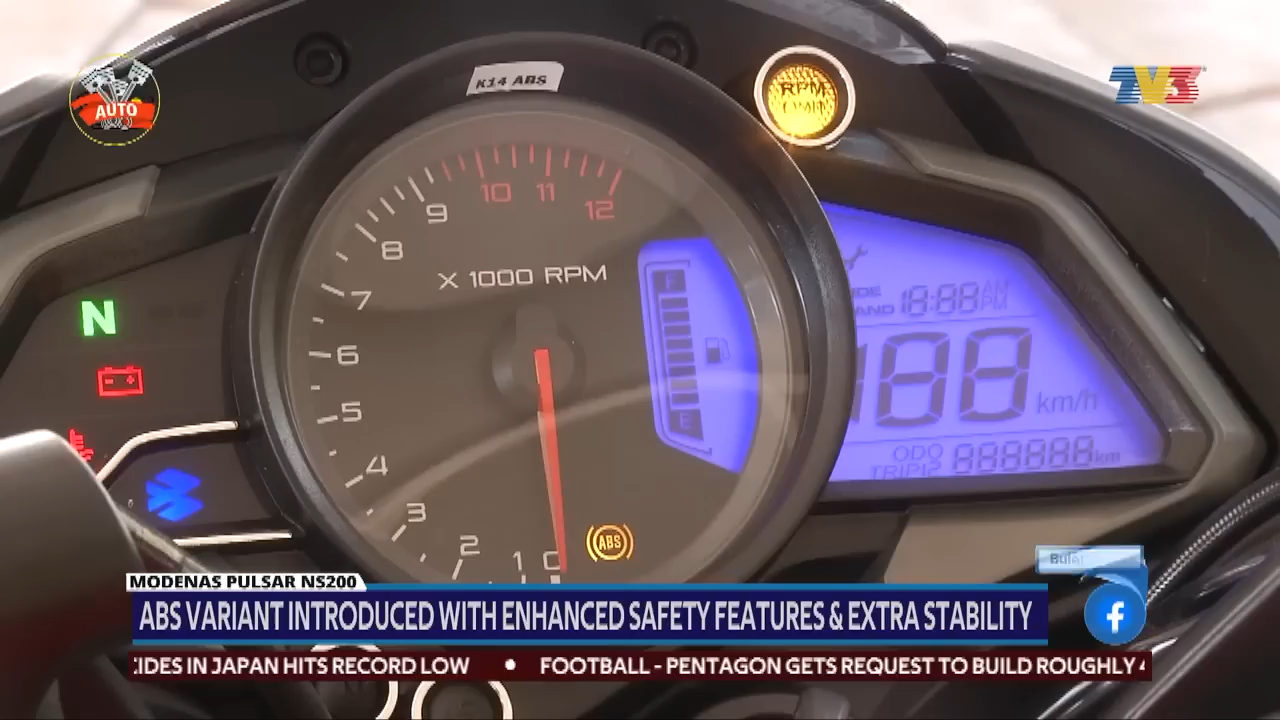 K14 ABS
RPM
AUTO
TV3
10 11 12
9
8
7
6
5
4
3
2
1
X 1000 RPM
N
F
E
AM
PM
18:88
188
km/h
ODO
TRIP
888888 km
ABS
MODENAS PULSAR NS200
ABS VARIANT INTRODUCED WITH ENHANCED SAFETY FEATURES & EXTRA STABILITY
CIDES IN JAPAN HITS RECORD LOW • FOOTBALL - PENTAGON GETS REQUEST TO BUILD ROUGHLY 4